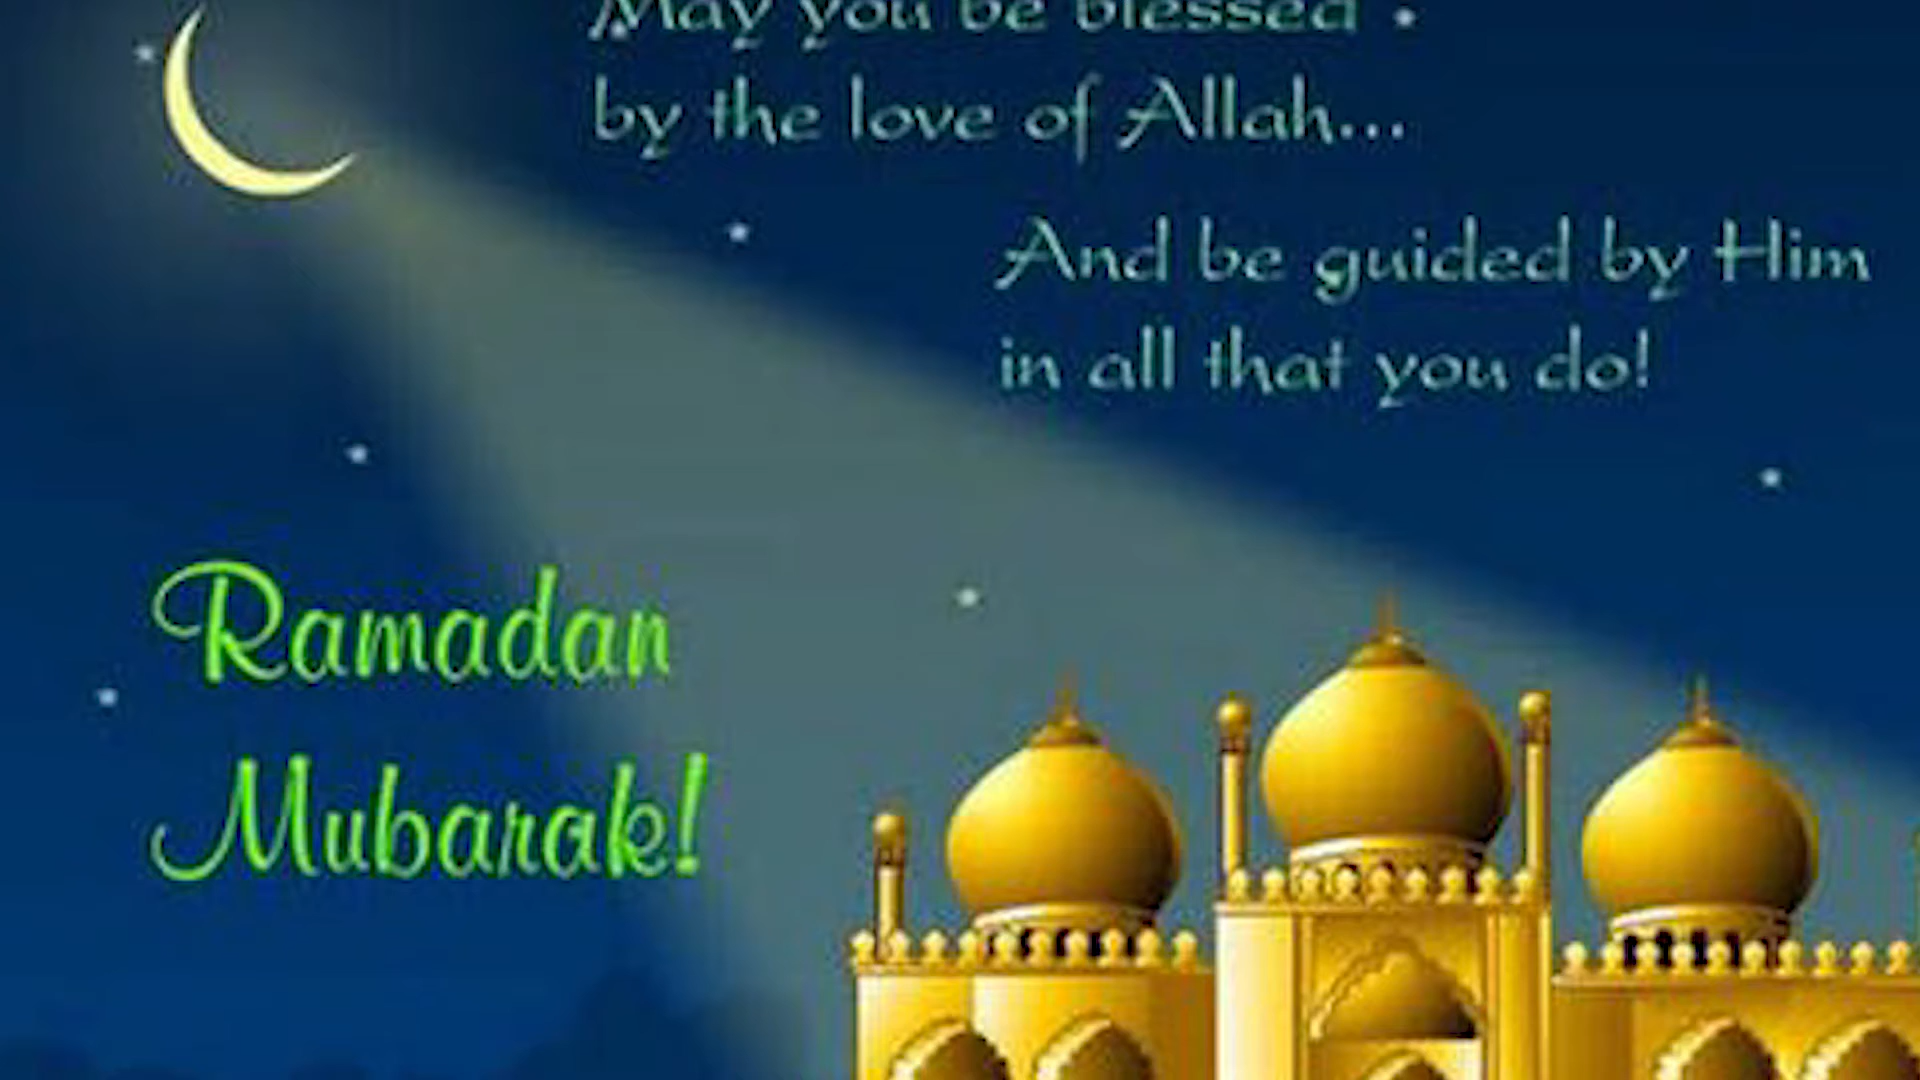 May you be blessed
by the love of Allah...
And be guided by Him
in all that you do!
Ramadan
Mubarak!